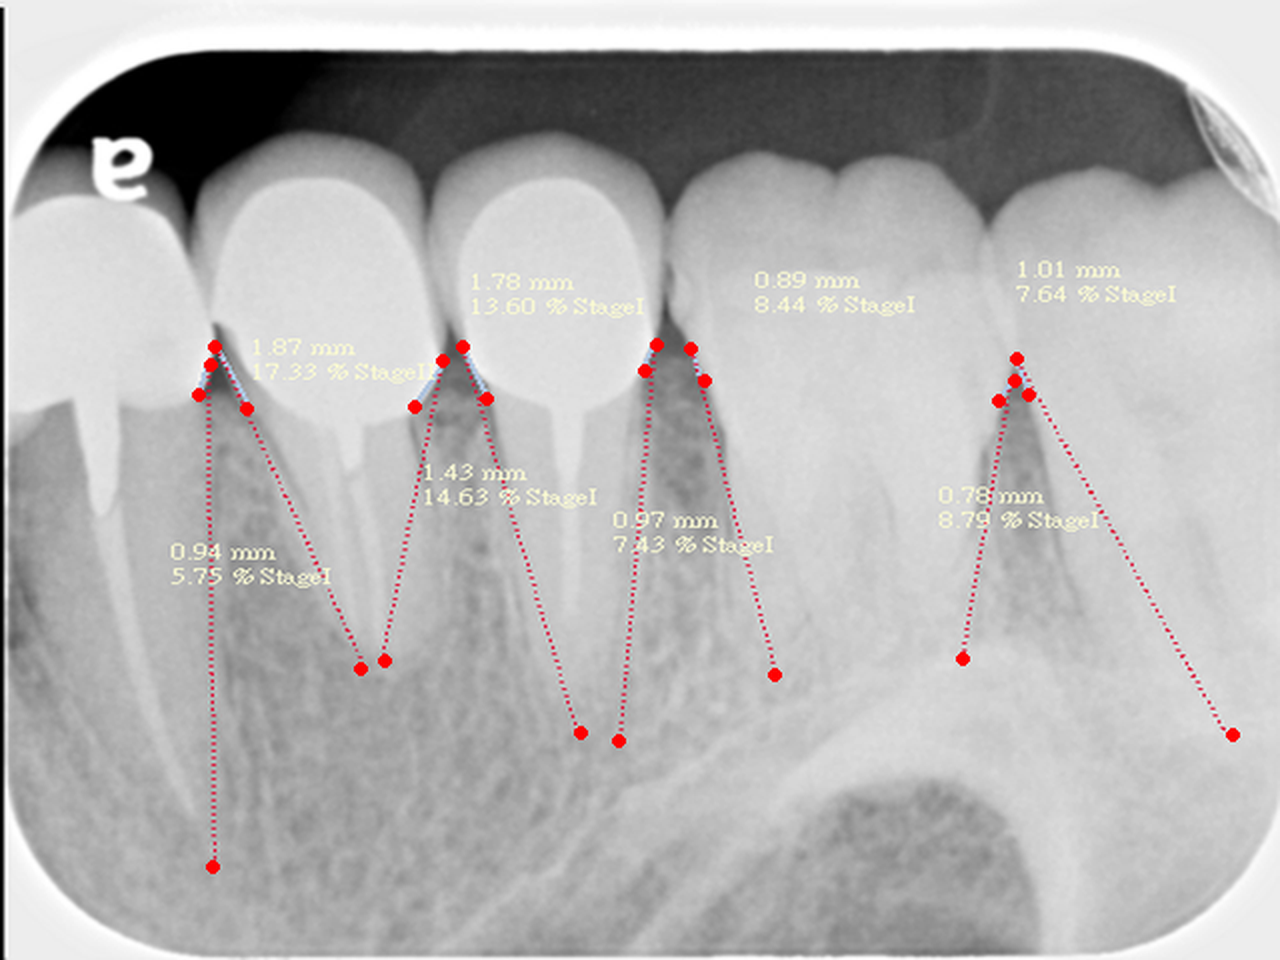 a
1.78 mm
13.60 % StageI
0.89 mm
8.44 % StageI
1.01 mm
7.64 % StageI
1.87 mm
17.33 % StageII
1.43 mm
14.63 % StageI
0.97 mm
7.43 % StageI
0.78 mm
8.79 % StageI
0.94 mm
5.75 % StageI